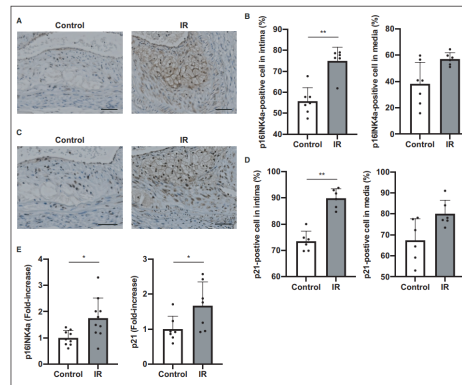 A
Control
IR
B
p16INK4a-positive cell in intima (%)
100
90
80
70
60
50
40
**
Control
IR
p16INK4a-positive cell in media (%)
80
60
40
20
0
Control
IR
C
Control
IR
D
p21-positive cell in intima (%)
100
90
80
70
60
**
Control
IR
p21-positive cell in media (%)
100
90
80
70
60
50
Control
IR
E
p16INK4a (Fold-increase)
4
3
2
1
0
*
Control
IR
p21 (Fold-increase)
3
2
1
0
*
Control
IR